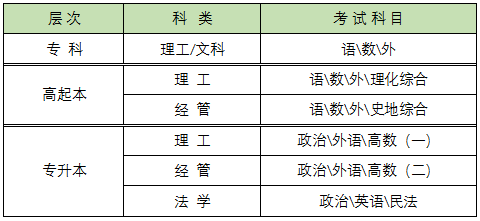 层次 科 类 考试科目
专 科 理工/文科 语\数\外
高起本 理 工 语\数\外\理化综合
经 管 语\数\外\史地综合
专升本 理 工 政治\外语\高数（一）
经 管 政治\外语\高数（二）
法 学 政治\英语\民法